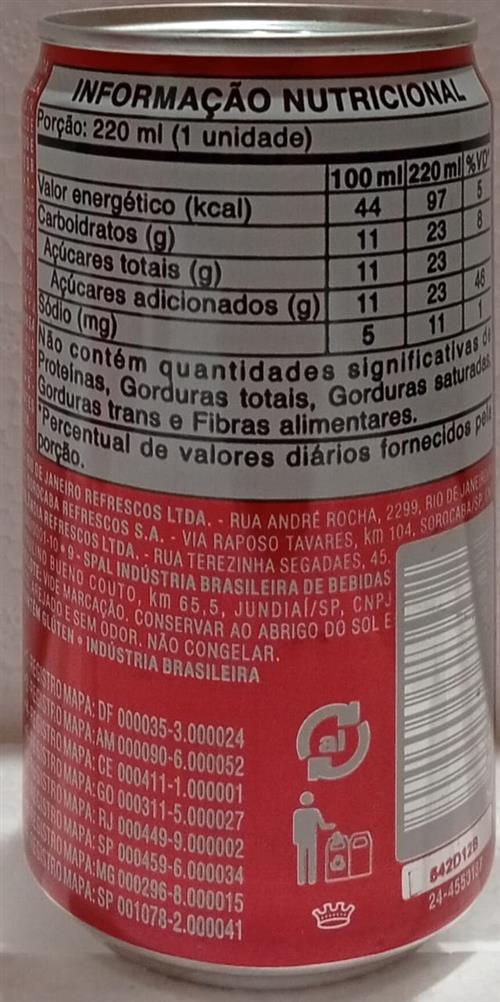 INFORMAÇÃO NUTRICIONAL
Porção: 220 ml (1 unidade)
100 ml 220 ml %VD*
Valor energético (kcal) 44 97 5
Carboidratos (g) 11 23 8
Açúcares totais (g) 11 23
Açúcares adicionados (g) 11 23 46
Sódio (mg) 5 11 1
Não contém quantidades significativas de
Proteínas, Gorduras totais, Gorduras saturadas,
Gorduras trans e Fibras alimentares.
*Percentual de valores diários fornecidos pela
porção.
DE JANEIRO REFRESCOS LTDA. - RUA ANDRÉ ROCHA, 2299, RIO DE JANEIRO
SOROCABA REFRESCOS S.A. - VIA RAPOSO TAVARES, km 104, SOROCABA/SP
REFRESCOS LTDA. - RUA TEREZINHA SEGADAES, 45.
9 - SPAL INDÚSTRIA BRASILEIRA DE BEBIDAS
BUENO COUTO, km 65,5, JUNDIAÍ/SP, CNPJ
VIDE MARCAÇÃO. CONSERVAR AO ABRIGO DO SOL E
E SEM ODOR. NÃO CONGELAR.
GLÚTEN • INDÚSTRIA BRASILEIRA
REGISTRO MAPA: DF 000035-3.000024
REGISTRO MAPA: AM 000090-6.000052
REGISTRO MAPA: CE 000411-1.000001
REGISTRO MAPA: GO 000311-5.000027
REGISTRO MAPA: RJ 000449-9.000002
REGISTRO MAPA: SP 000459-6.000034
REGISTRO MAPA: MG 000296-8.000015
REGISTRO MAPA: SP 001078-2.000041
al
642D12B